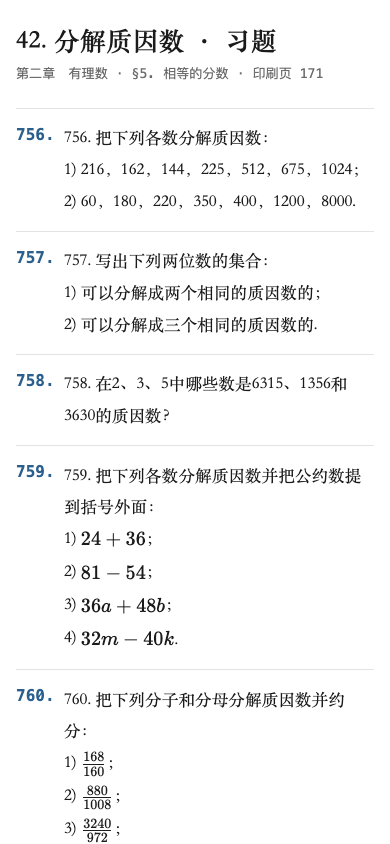 42. 分解质因数 · 习题
第二章 有理数 · §5. 相等的分数 · 印刷页 171
756. 756. 把下列各数分解质因数：
1) 216，162，144，225，512，675，1024；
2) 60，180，220，350，400，1200，8000.
757. 757. 写出下列两位数的集合：
1) 可以分解成两个相同的质因数的；
2) 可以分解成三个相同的质因数的.
758. 758. 在2、3、5中哪些数是6315、1356和
3630的质因数？
759. 759. 把下列各数分解质因数并把公约数提
到括号外面：
1) 24 + 36；
2) 81 − 54；
3) 36a + 48b；
4) 32m − 40k.
760. 760. 把下列分子和分母分解质因数并约
分：
1) 168/160；
2) 880/1008；
3) 3240/972；